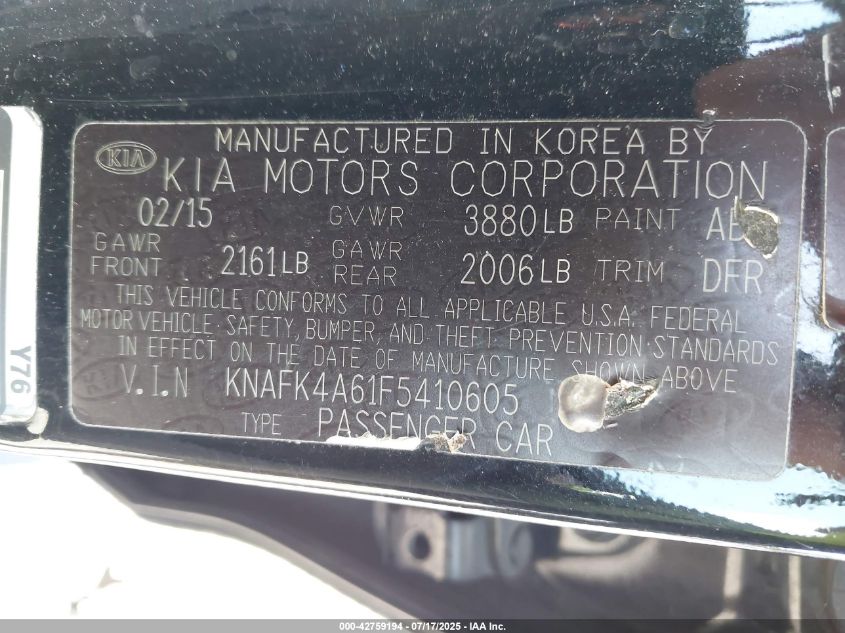 MANUFACTURED IN KOREA BY
KIA KIA MOTORS CORPORATION
02/15 GVWR 3880LB PAINT
GAWR FRONT 2161LB GAWR REAR 2006LB TRIM DFR
THIS VEHICLE CONFORMS TO ALL APPLICABLE U.S.A. FEDERAL
MOTOR VEHICLE SAFETY, BUMPER, AND THEFT PREVENTION STANDARDS
IN EFFECT ON THE DATE OF MANUFACTURE SHOWN ABOVE
V.I.N KNAFK4A61F5410605
TYPE PASSENGER CAR
Y76
000-42759194 / 07/17/2025 - IAA Inc.